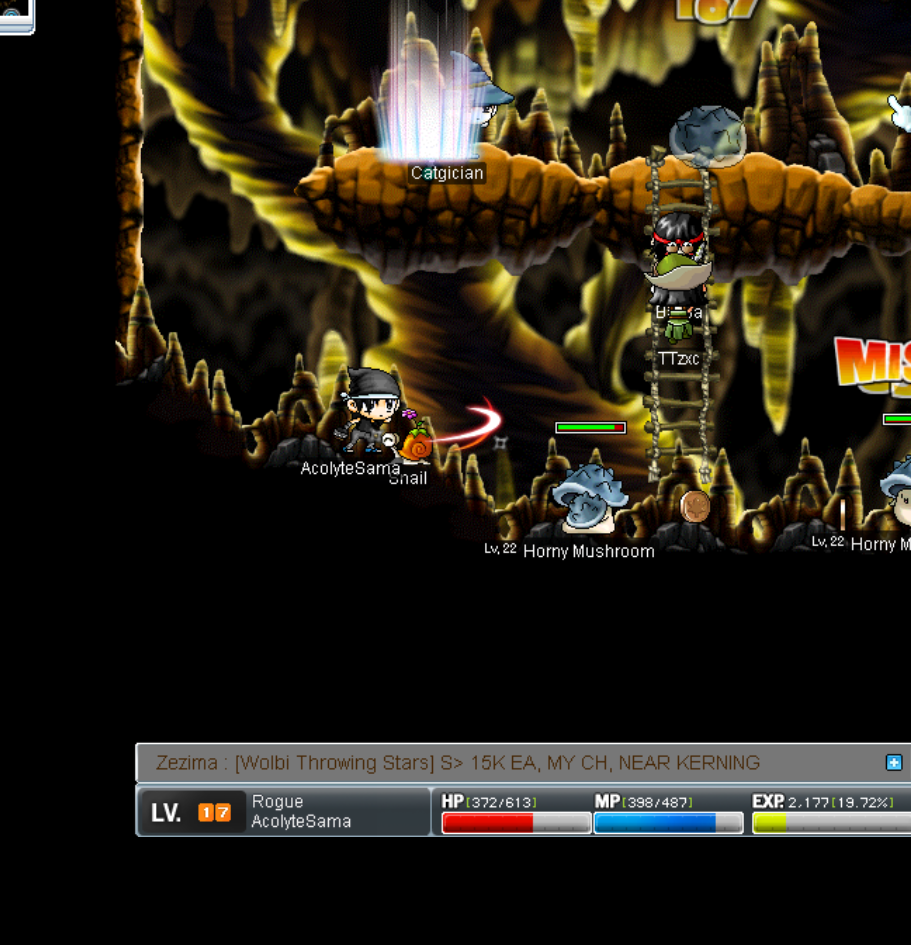 187
Catgician
TTzxc
AcolyteSama
Snail
Lv. 22 Horny Mushroom
Lv. 22 Horny M
Zezima : [Wolbi Throwing Stars] S> 15K EA, MY CH, NEAR KERNING
LV. 17
Rogue
AcolyteSama
HP[372/613]
MP[398/487]
EXP. 2,177[19.72%]